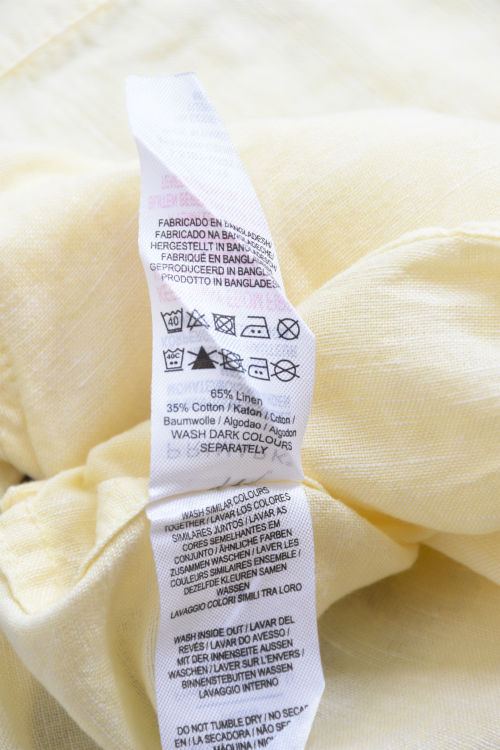 FABRICADO EN BANGLADESH/
FABRICADO NA BANGLADECHE/
HERGESTELLT IN BANGLADESCH/
FABRIQUÉ EN BANGLADESH/
GEPRODUCEERD IN BANGLADESH/
PRODOTTO IN BANGLADESH
40
40C
65% Linen
35% Cotton / Katoen / Coton /
Baumwolle / Algodao / Algodon
WASH DARK COLOURS
SEPARATELY
WASH SIMILAR COLOURS
TOGETHER / LAVAR LOS COLORES
SIMILARES JUNTOS / LAVAR AS
CORES SEMELHANTES EM
CONJUNTO / ÄHNLICHE FARBEN
ZUSAMMEN WASCHEN / LAVER LES
COULEURS SIMILAIRES ENSEMBLE /
DEZELFDE KLEUREN SAMEN
WASSEN
LAVAGGIO COLORI SIMILI TRA LORO
WASH INSIDE OUT / LAVAR DEL
REVÉS / LAVAR DO AVESSO /
MIT DER INNENSEITE AUSSEN
WASCHEN / LAVER SUR L'ENVERS /
BINNENSTEBUITEN WASSEN
LAVAGGIO INTERNO
DO NOT TUMBLE DRY / NO SECAR
EN / LA SECADORA / NÃO
MÁQUINA /